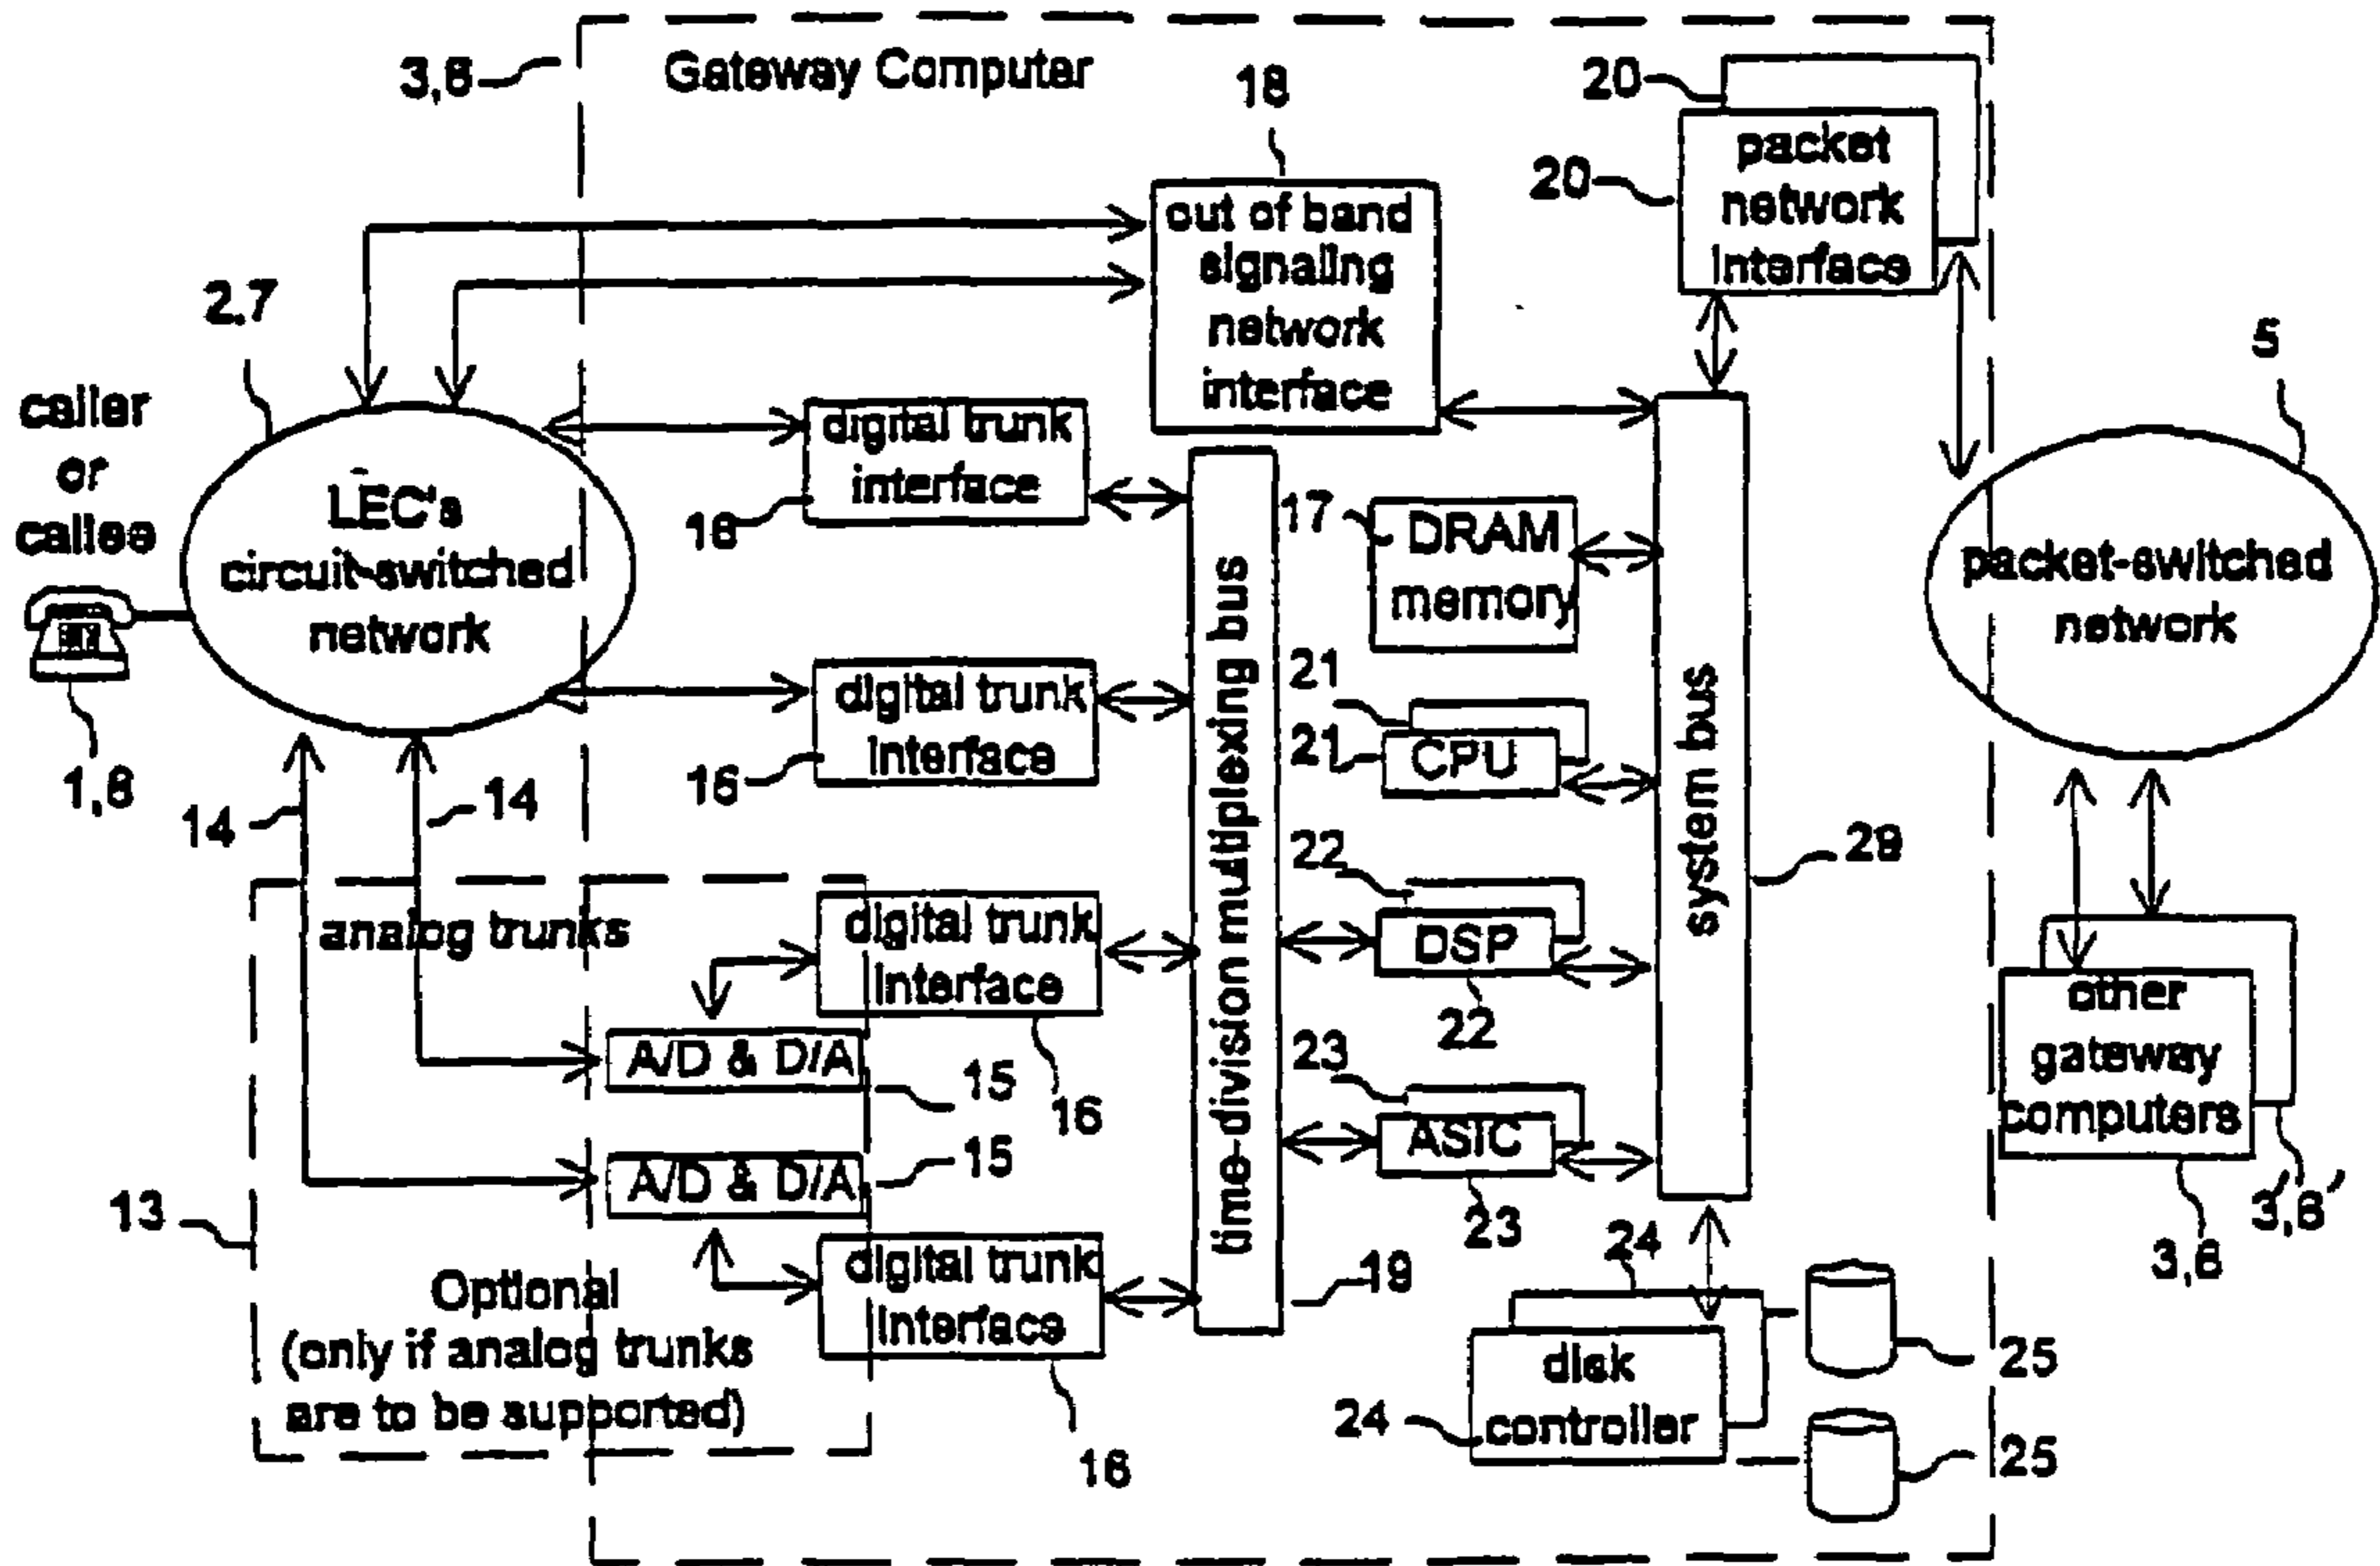 3,6
Gateway Computer
18
20
20
packet
network
interface
out of band
signaling
network
interface
2,7
5
caller
or
callee
LEC's
circuit-switched
network
digital trunk
interface
16
17
DRAM
memory
packet-switched
network
1,8
digital trunk
interface
16
21
21
CPU
time-division multiplexing bus
system bus
29
14
14
analog trunks
digital trunk
interface
16
22
DSP
22
A/D & D/A
15
A/D & D/A
15
23
ASIC
23
other
gateway
computers
3,6
3',6'
13
Optional
(only if analog trunks
are to be supported)
digital trunk
interface
16
19
24
disk
controller
24
25
25